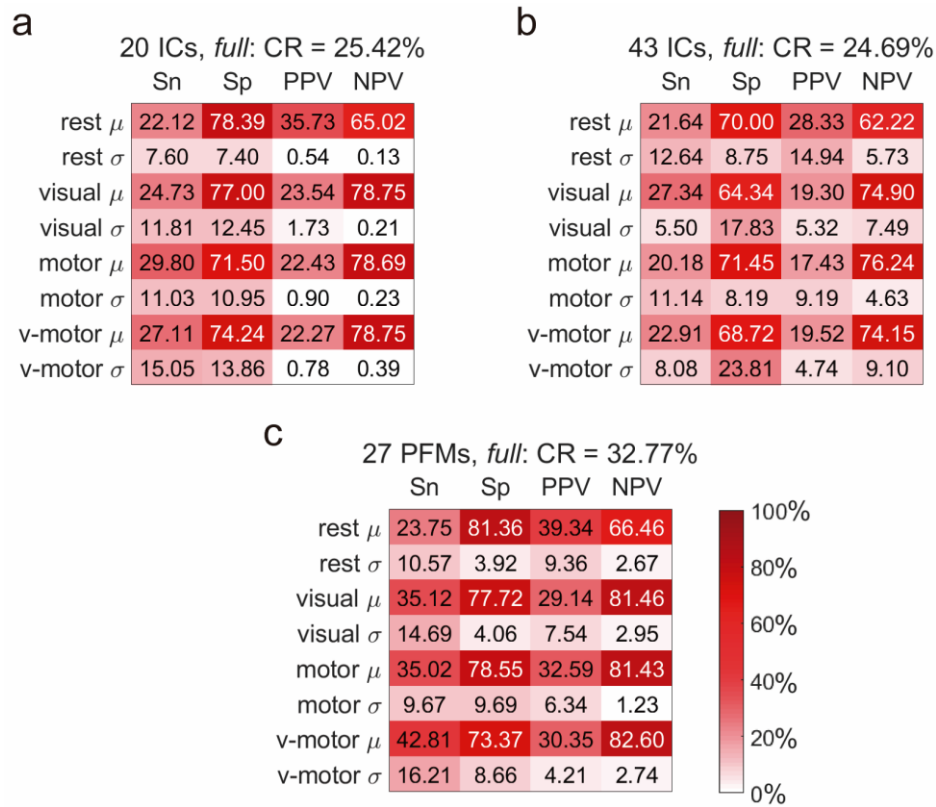 a
20 ICs, full: CR = 25.42%
Sn Sp PPV NPV
rest μ 22.12 78.39 35.73 65.02
rest σ 7.60 7.40 0.54 0.13
visual μ 24.73 77.00 23.54 78.75
visual σ 11.81 12.45 1.73 0.21
motor μ 29.80 71.50 22.43 78.69
motor σ 11.03 10.95 0.90 0.23
v-motor μ 27.11 74.24 22.27 78.75
v-motor σ 15.05 13.86 0.78 0.39
b
43 ICs, full: CR = 24.69%
Sn Sp PPV NPV
rest μ 21.64 70.00 28.33 62.22
rest σ 12.64 8.75 14.94 5.73
visual μ 27.34 64.34 19.30 74.90
visual σ 5.50 17.83 5.32 7.49
motor μ 20.18 71.45 17.43 76.24
motor σ 11.14 8.19 9.19 4.63
v-motor μ 22.91 68.72 19.52 74.15
v-motor σ 8.08 23.81 4.74 9.10
c
27 PFMs, full: CR = 32.77%
Sn Sp PPV NPV
rest μ 23.75 81.36 39.34 66.46
rest σ 10.57 3.92 9.36 2.67
visual μ 35.12 77.72 29.14 81.46
visual σ 14.69 4.06 7.54 2.95
motor μ 35.02 78.55 32.59 81.43
motor σ 9.67 9.69 6.34 1.23
v-motor μ 42.81 73.37 30.35 82.60
v-motor σ 16.21 8.66 4.21 2.74
100%
80%
60%
40%
20%
0%